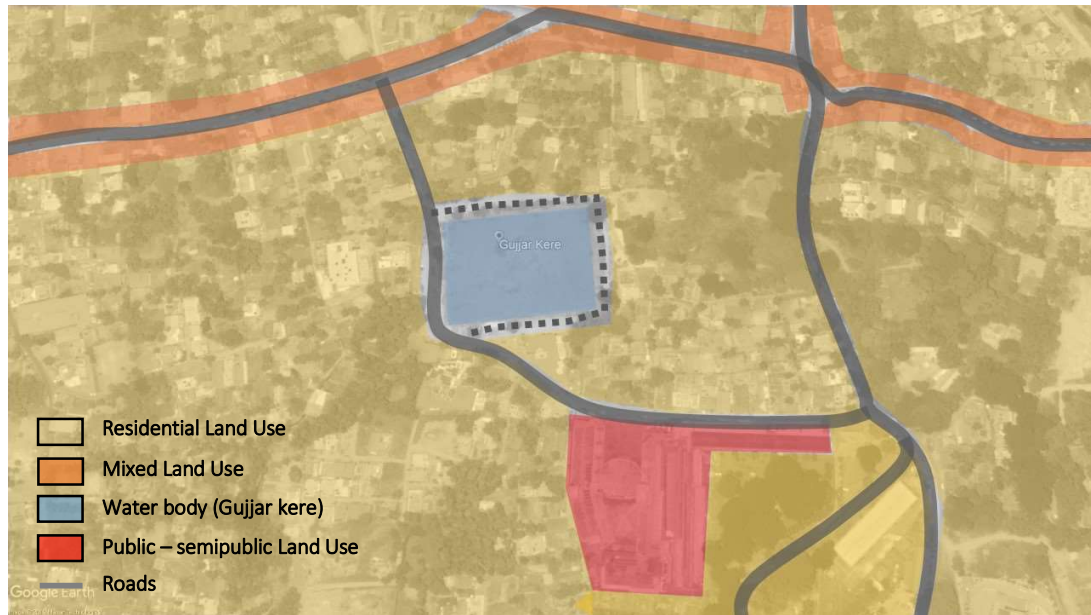 Gujjar Kere
Residential Land Use
Mixed Land Use
Water body (Gujjar kere)
Public – semipublic Land Use
Roads
Google Earth